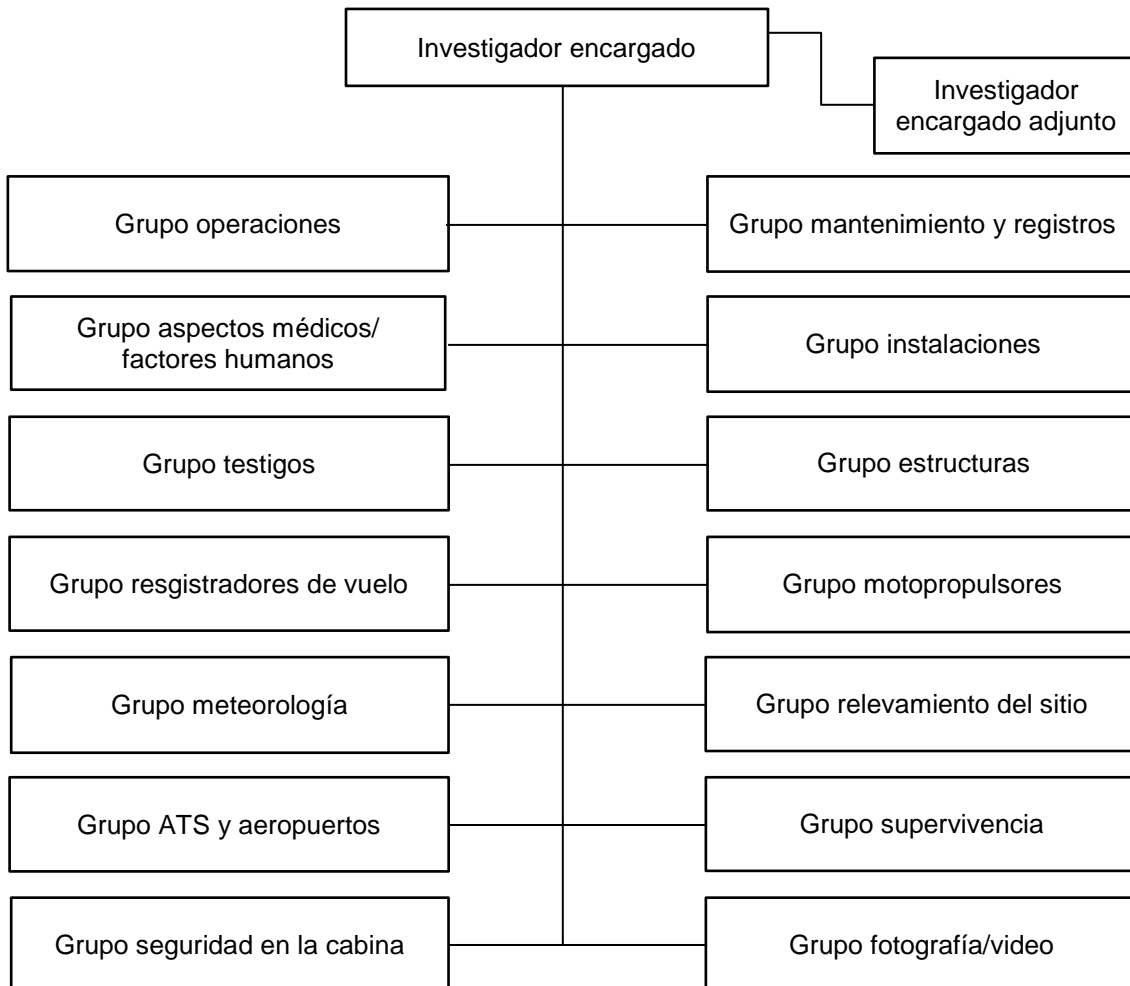 Investigador encargado
Investigador
encargado adjunto
Grupo operaciones
Grupo mantenimiento y registros
Grupo aspectos médicos/
factores humanos
Grupo instalaciones
Grupo testigos
Grupo estructuras
Grupo resgistradores de vuelo
Grupo motopropulsores
Grupo meteorología
Grupo relevamiento del sitio
Grupo ATS y aeropuertos
Grupo supervivencia
Grupo seguridad en la cabina
Grupo fotografía/video